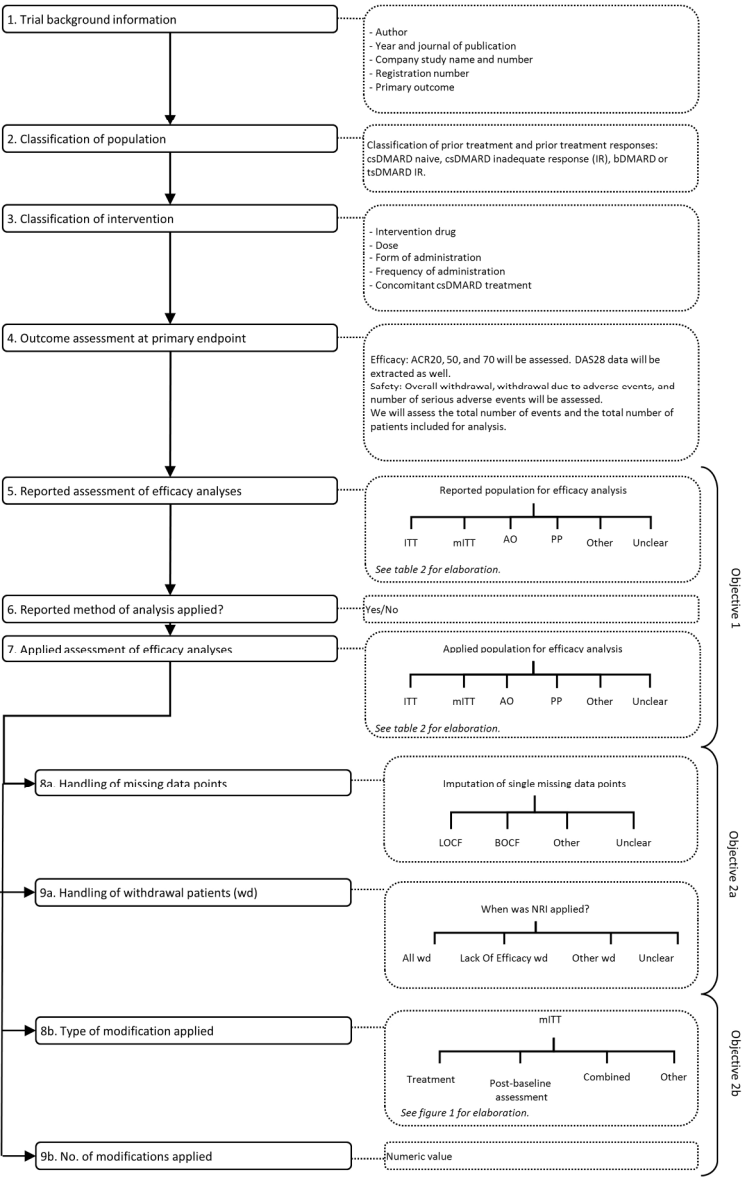 1. Trial background information
- Author
- Year and journal of publication
- Company study name and number
- Registration number
- Primary outcome
2. Classification of population
Classification of prior treatment and prior treatment responses:
csDMARD naive, csDMARD inadequate response (IR), bDMARD or
tsDMARD IR.
3. Classification of intervention
- Intervention drug
- Dose
- Form of administration
- Frequency of administration
- Concomitant csDMARD treatment
4. Outcome assessment at primary endpoint
Efficacy: ACR20, 50, and 70 will be assessed. DAS28 data will be
extracted as well.
Safety: Overall withdrawal, withdrawal due to adverse events, and
number of serious adverse events will be assessed.
We will assess the total number of events and the total number of
patients included for analysis.
5. Reported assessment of efficacy analyses
Reported population for efficacy analysis
ITT mITT AO PP Other Unclear
See table 2 for elaboration.
6. Reported method of analysis applied?
Yes/No
7. Applied assessment of efficacy analyses
Applied population for efficacy analysis
ITT mITT AO PP Other Unclear
See table 2 for elaboration.
Objective 1
8a. Handling of missing data points
Imputation of single missing data points
LOCF BOCF Other Unclear
9a. Handling of withdrawal patients (wd)
When was NRI applied?
All wd Lack Of Efficacy wd Other wd Unclear
Objective 2a
8b. Type of modification applied
mITT
Treatment Post-baseline Combined Other
assessment
See figure 1 for elaboration.
9b. No. of modifications applied
Numeric value
Objective 2b